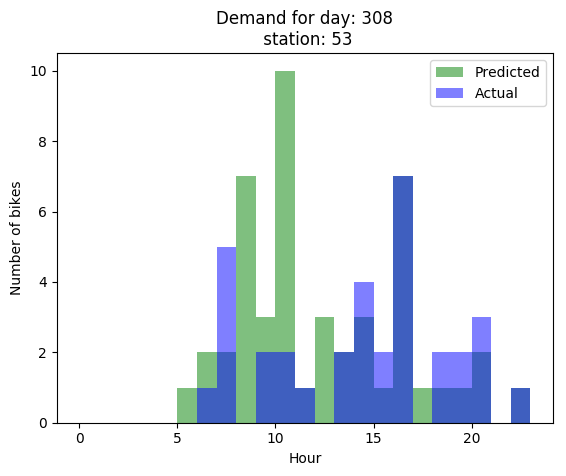 Demand for day: 308
station: 53
Predicted
Actual
Number of bikes
10
8
6
4
2
0
0 5 10 15 20
Hour